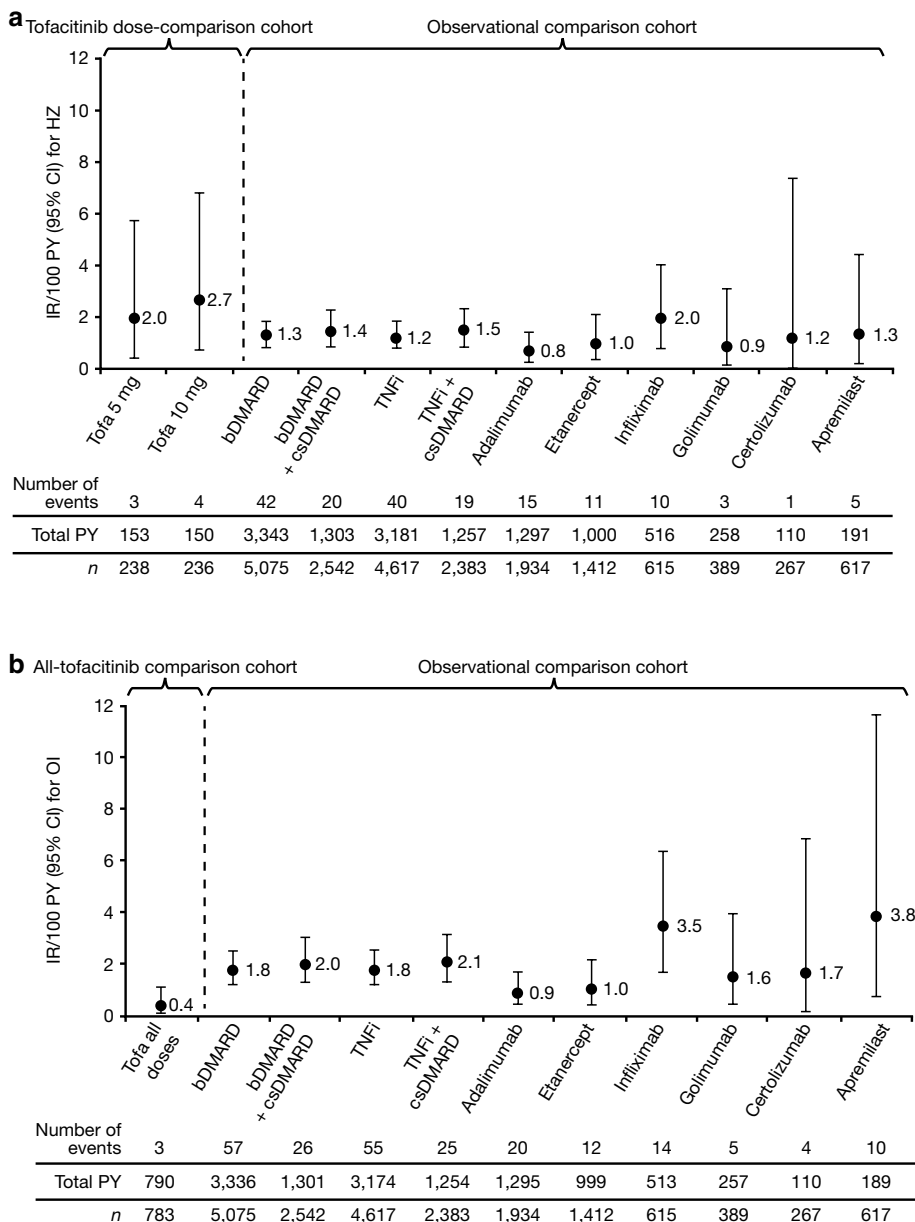 a
Tofacitinib dose-comparison cohort Observational comparison cohort
IR/100 PY (95% CI) for HZ
12
10
8
6
4
2
0
2.0 2.7 1.3 1.4 1.2 1.5 0.8 1.0 2.0 0.9 1.2 1.3
Tofa 5 mg
Tofa 10 mg
bDMARD
bDMARD
+ csDMARD
TNFi
TNFi +
csDMARD
Adalimumab
Etanercept
Infliximab
Golimumab
Certolizumab
Apremilast
Number of
events 3 4 42 20 40 19 15 11 10 3 1 5
Total PY 153 150 3,343 1,303 3,181 1,257 1,297 1,000 516 258 110 191
n 238 236 5,075 2,542 4,617 2,383 1,934 1,412 615 389 267 617
b All-tofacitinib comparison cohort Observational comparison cohort
IR/100 PY (95% CI) for OI
12
10
8
6
4
2
0
0.4 1.8 2.0 1.8 2.1 0.9 1.0 3.5 1.6 1.7 3.8
Tofa all
doses
bDMARD
bDMARD
+ csDMARD
TNFi
TNFi +
csDMARD
Adalimumab
Etanercept
Infliximab
Golimumab
Certolizumab
Apremilast
Number of
events 3 57 26 55 25 20 12 14 5 4 10
Total PY 790 3,336 1,301 3,174 1,254 1,295 999 513 257 110 189
n 783 5,075 2,542 4,617 2,383 1,934 1,412 615 389 267 617